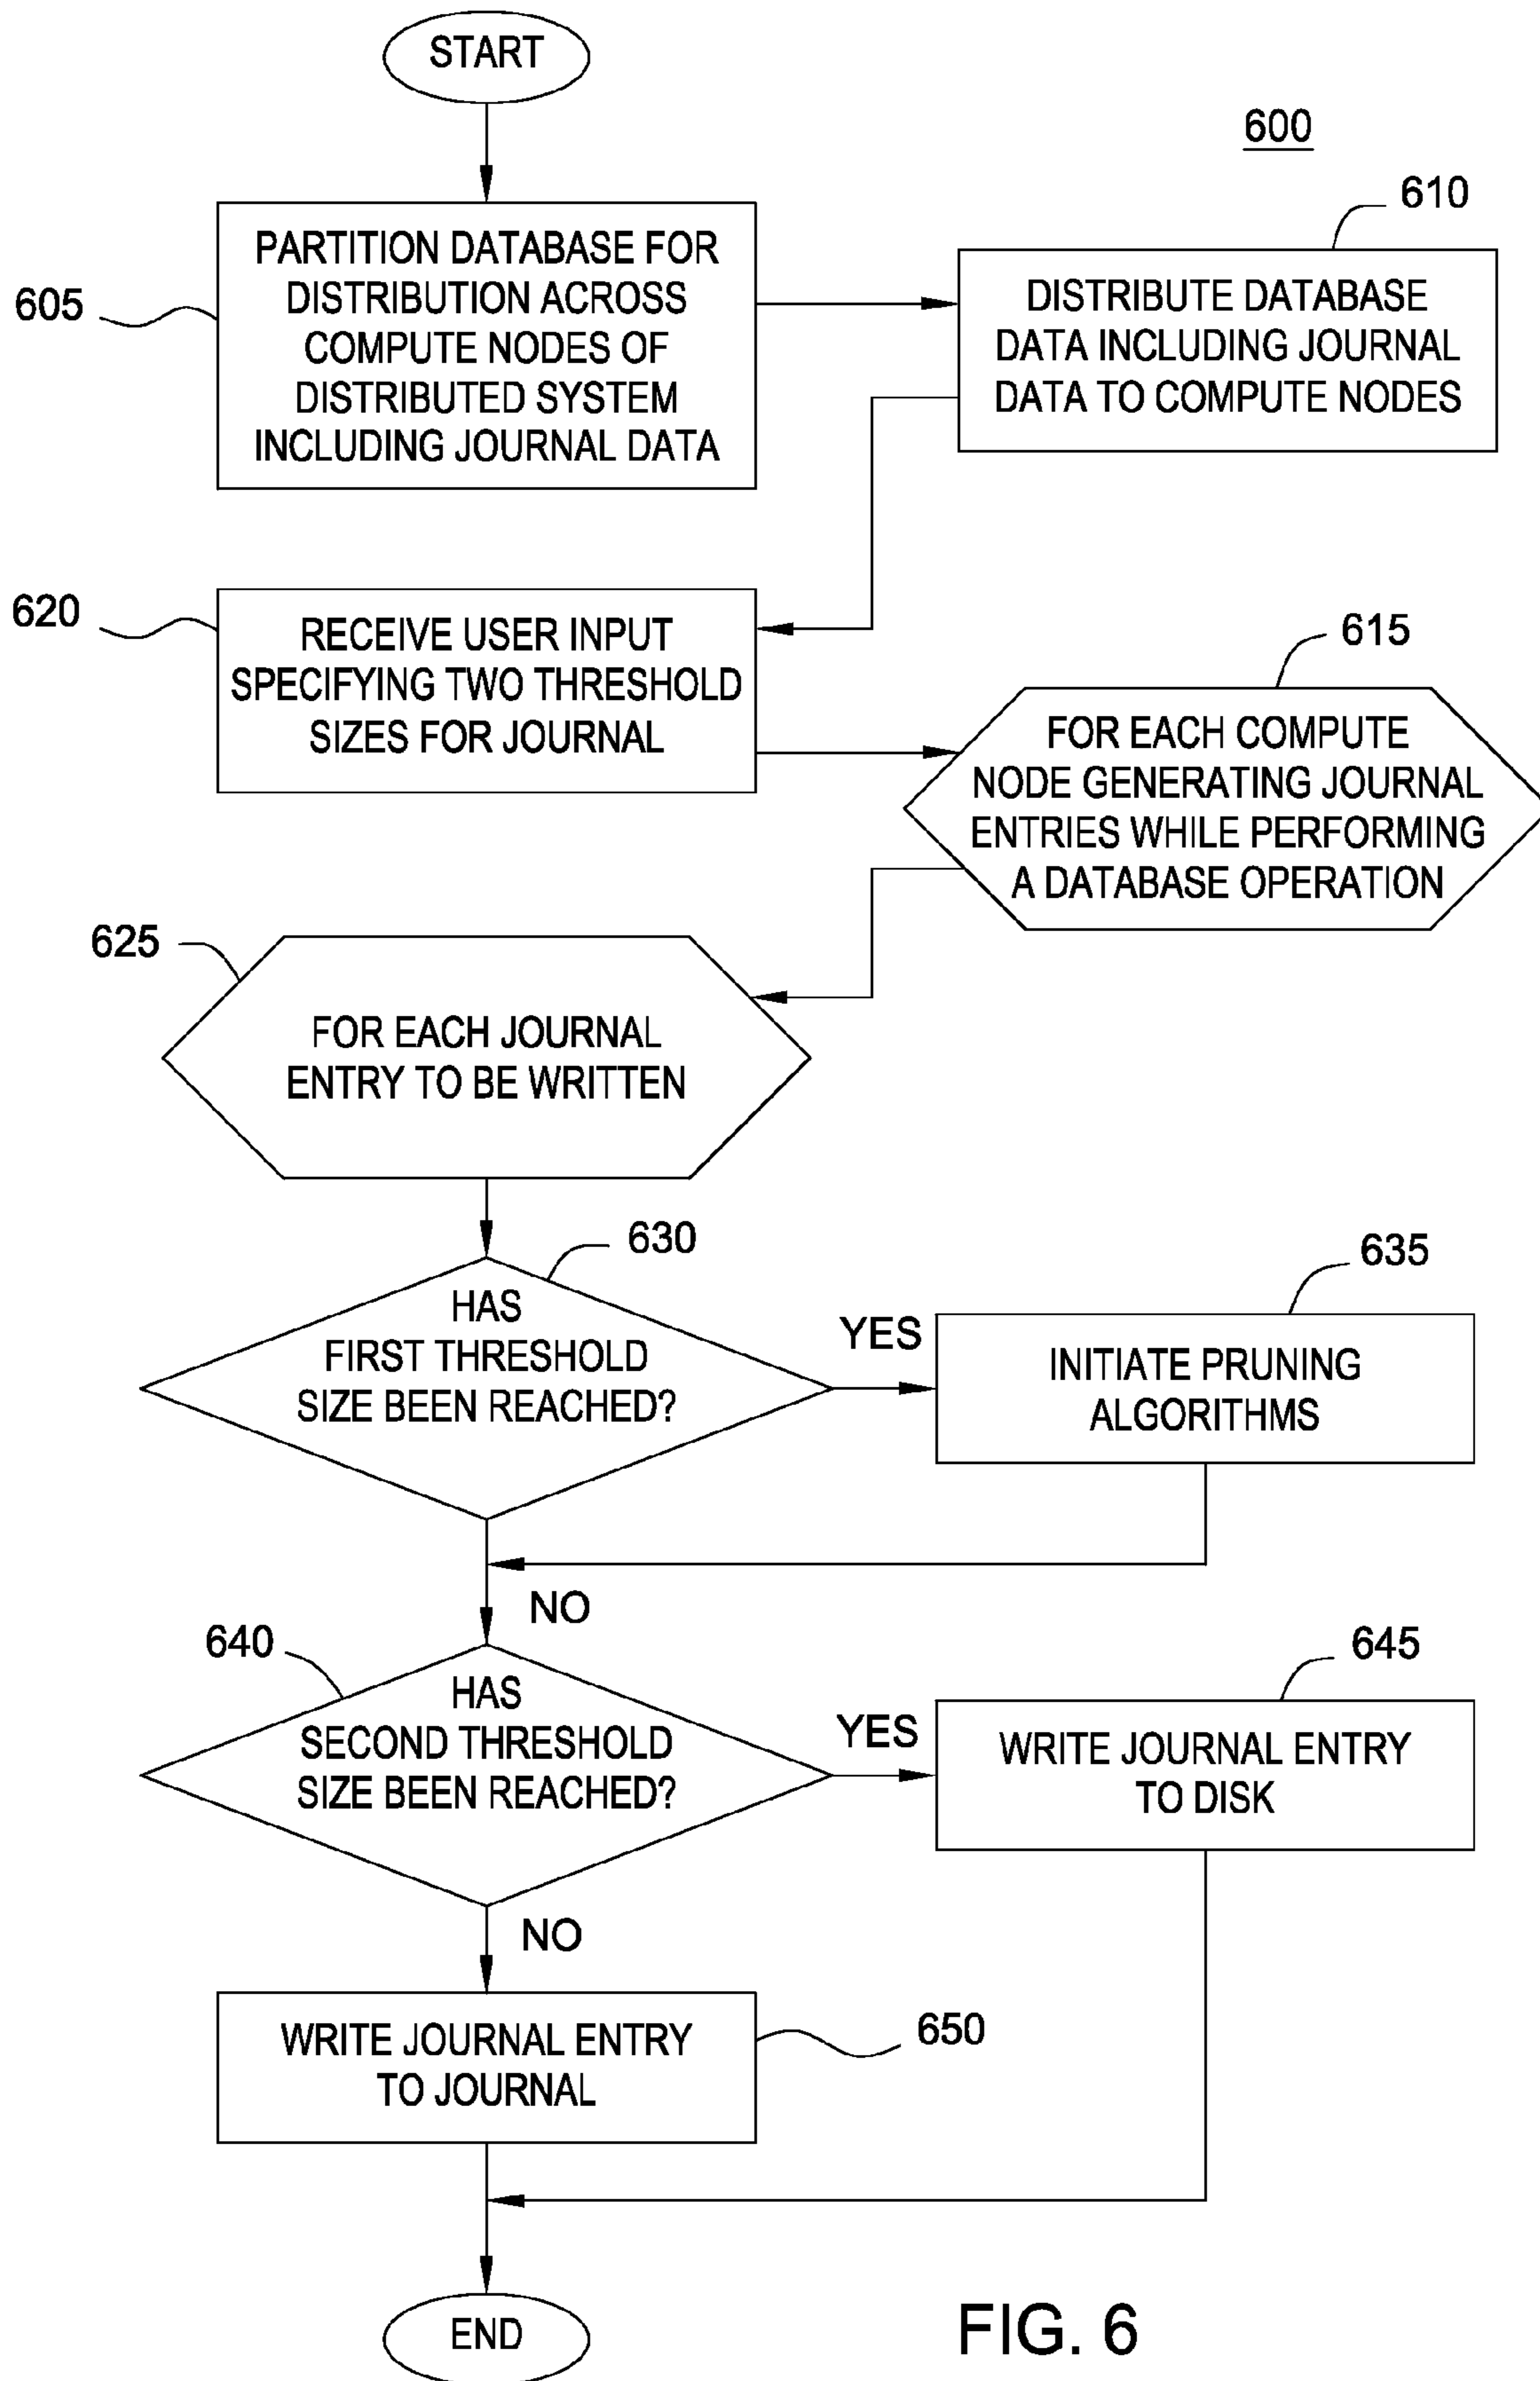 START
600
610
PARTITION DATABASE FOR
DISTRIBUTION ACROSS
COMPUTE NODES OF
DISTRIBUTED SYSTEM
INCLUDING JOURNAL DATA
605
DISTRIBUTE DATABASE
DATA INCLUDING JOURNAL
DATA TO COMPUTE NODES
620
RECEIVE USER INPUT
SPECIFYING TWO THRESHOLD
SIZES FOR JOURNAL
615
FOR EACH COMPUTE
NODE GENERATING JOURNAL
ENTRIES WHILE PERFORMING
A DATABASE OPERATION
625
FOR EACH JOURNAL
ENTRY TO BE WRITTEN
630
HAS
FIRST THRESHOLD
SIZE BEEN REACHED?
YES
635
INITIATE PRUNING
ALGORITHMS
NO
640
HAS
SECOND THRESHOLD
SIZE BEEN REACHED?
YES
645
WRITE JOURNAL ENTRY
TO DISK
NO
WRITE JOURNAL ENTRY
TO JOURNAL
650
END
FIG. 6